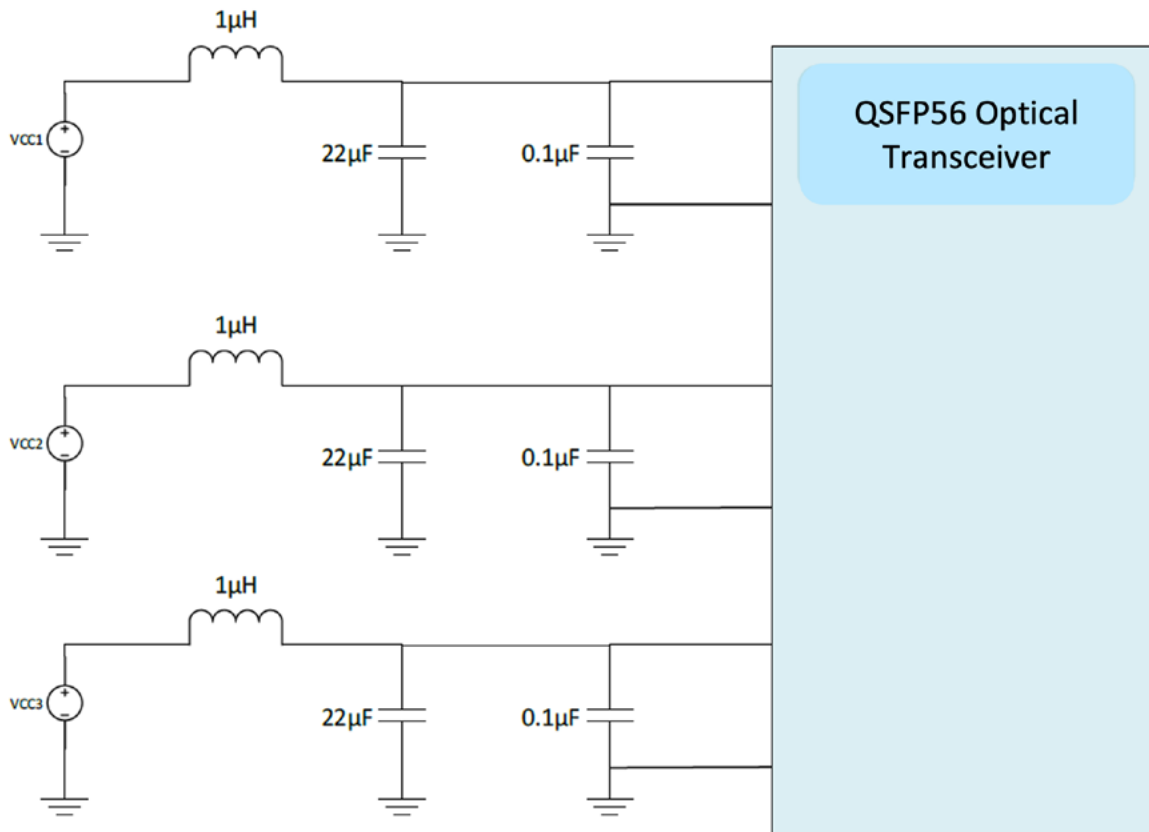 1µH
VCC1
22µF
0.1µF
QSFP56 Optical
Transceiver
1µH
VCC2
22µF
0.1µF
1µH
VCC3
22µF
0.1µF